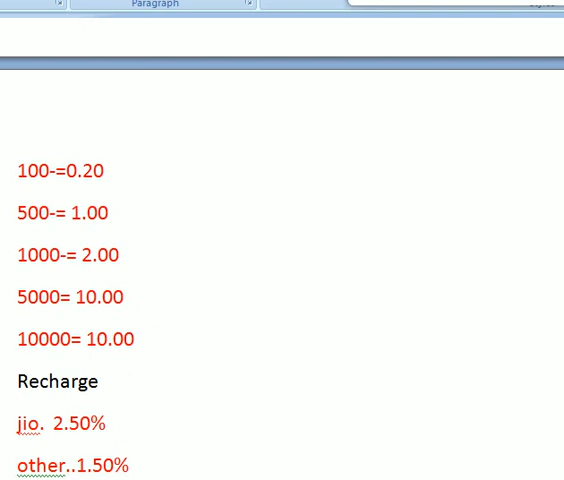 Paragraph
100-=0.20
500-= 1.00
1000-= 2.00
5000= 10.00
10000= 10.00
Recharge
jio.  2.50%
other..1.50%